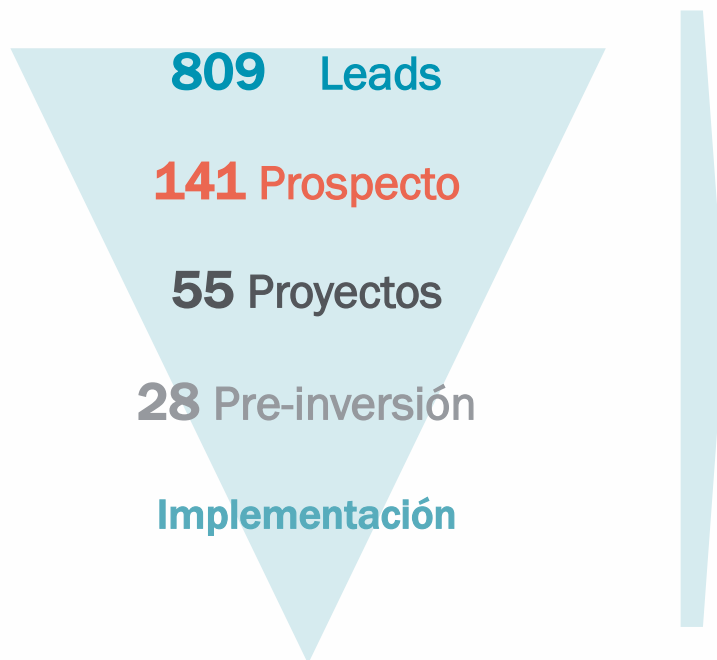 809 Leads
141 Prospecto
55 Proyectos
28 Pre-inversión
Implementación